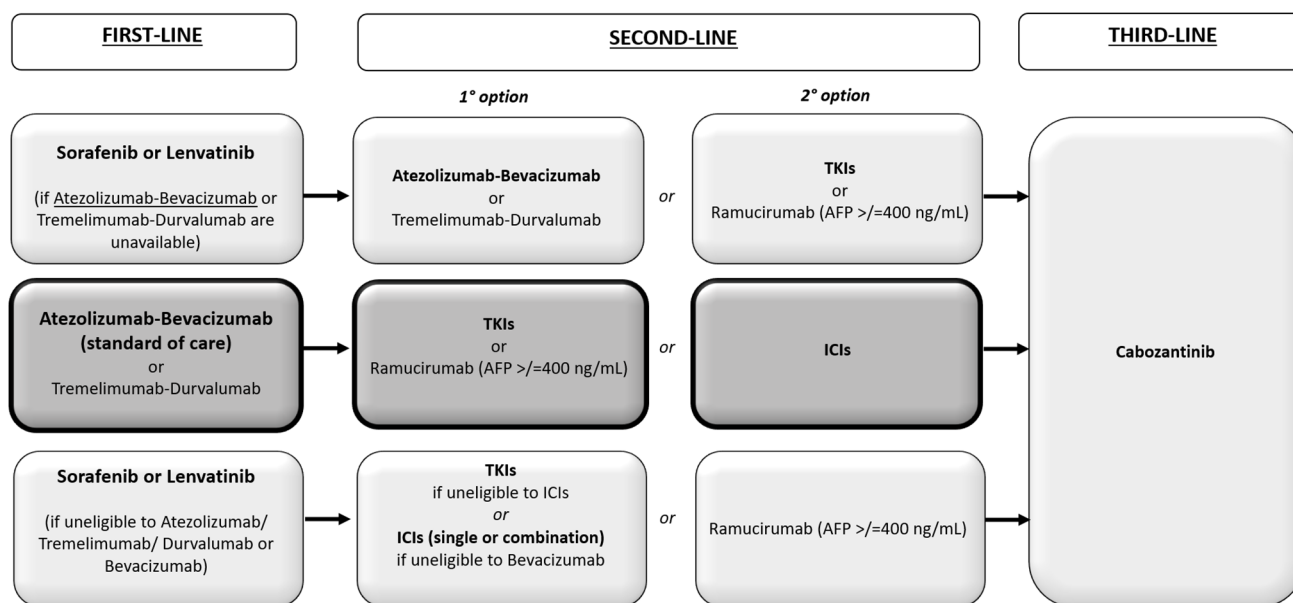 FIRST-LINE
SECOND-LINE
THIRD-LINE
1° option
2° option
Sorafenib or Lenvatinib
(if Atezolizumab-Bevacizumab or
Tremelimumab-Durvalumab are
unavailable)
Atezolizumab-Bevacizumab
or
Tremelimumab-Durvalumab
or
TKIs
or
Ramucirumab (AFP >/=400 ng/mL)
Atezolizumab-Bevacizumab
(standard of care)
or
Tremelimumab-Durvalumab
TKIs
or
Ramucirumab (AFP >/=400 ng/mL)
or
ICIs
Cabozantinib
Sorafenib or Lenvatinib
(if uneligible to Atezolizumab/
Tremelimumab/ Durvalumab or
Bevacizumab)
TKIs
if uneligible to ICIs
or
ICIs (single or combination)
if uneligible to Bevacizumab
or
Ramucirumab (AFP >/=400 ng/mL)